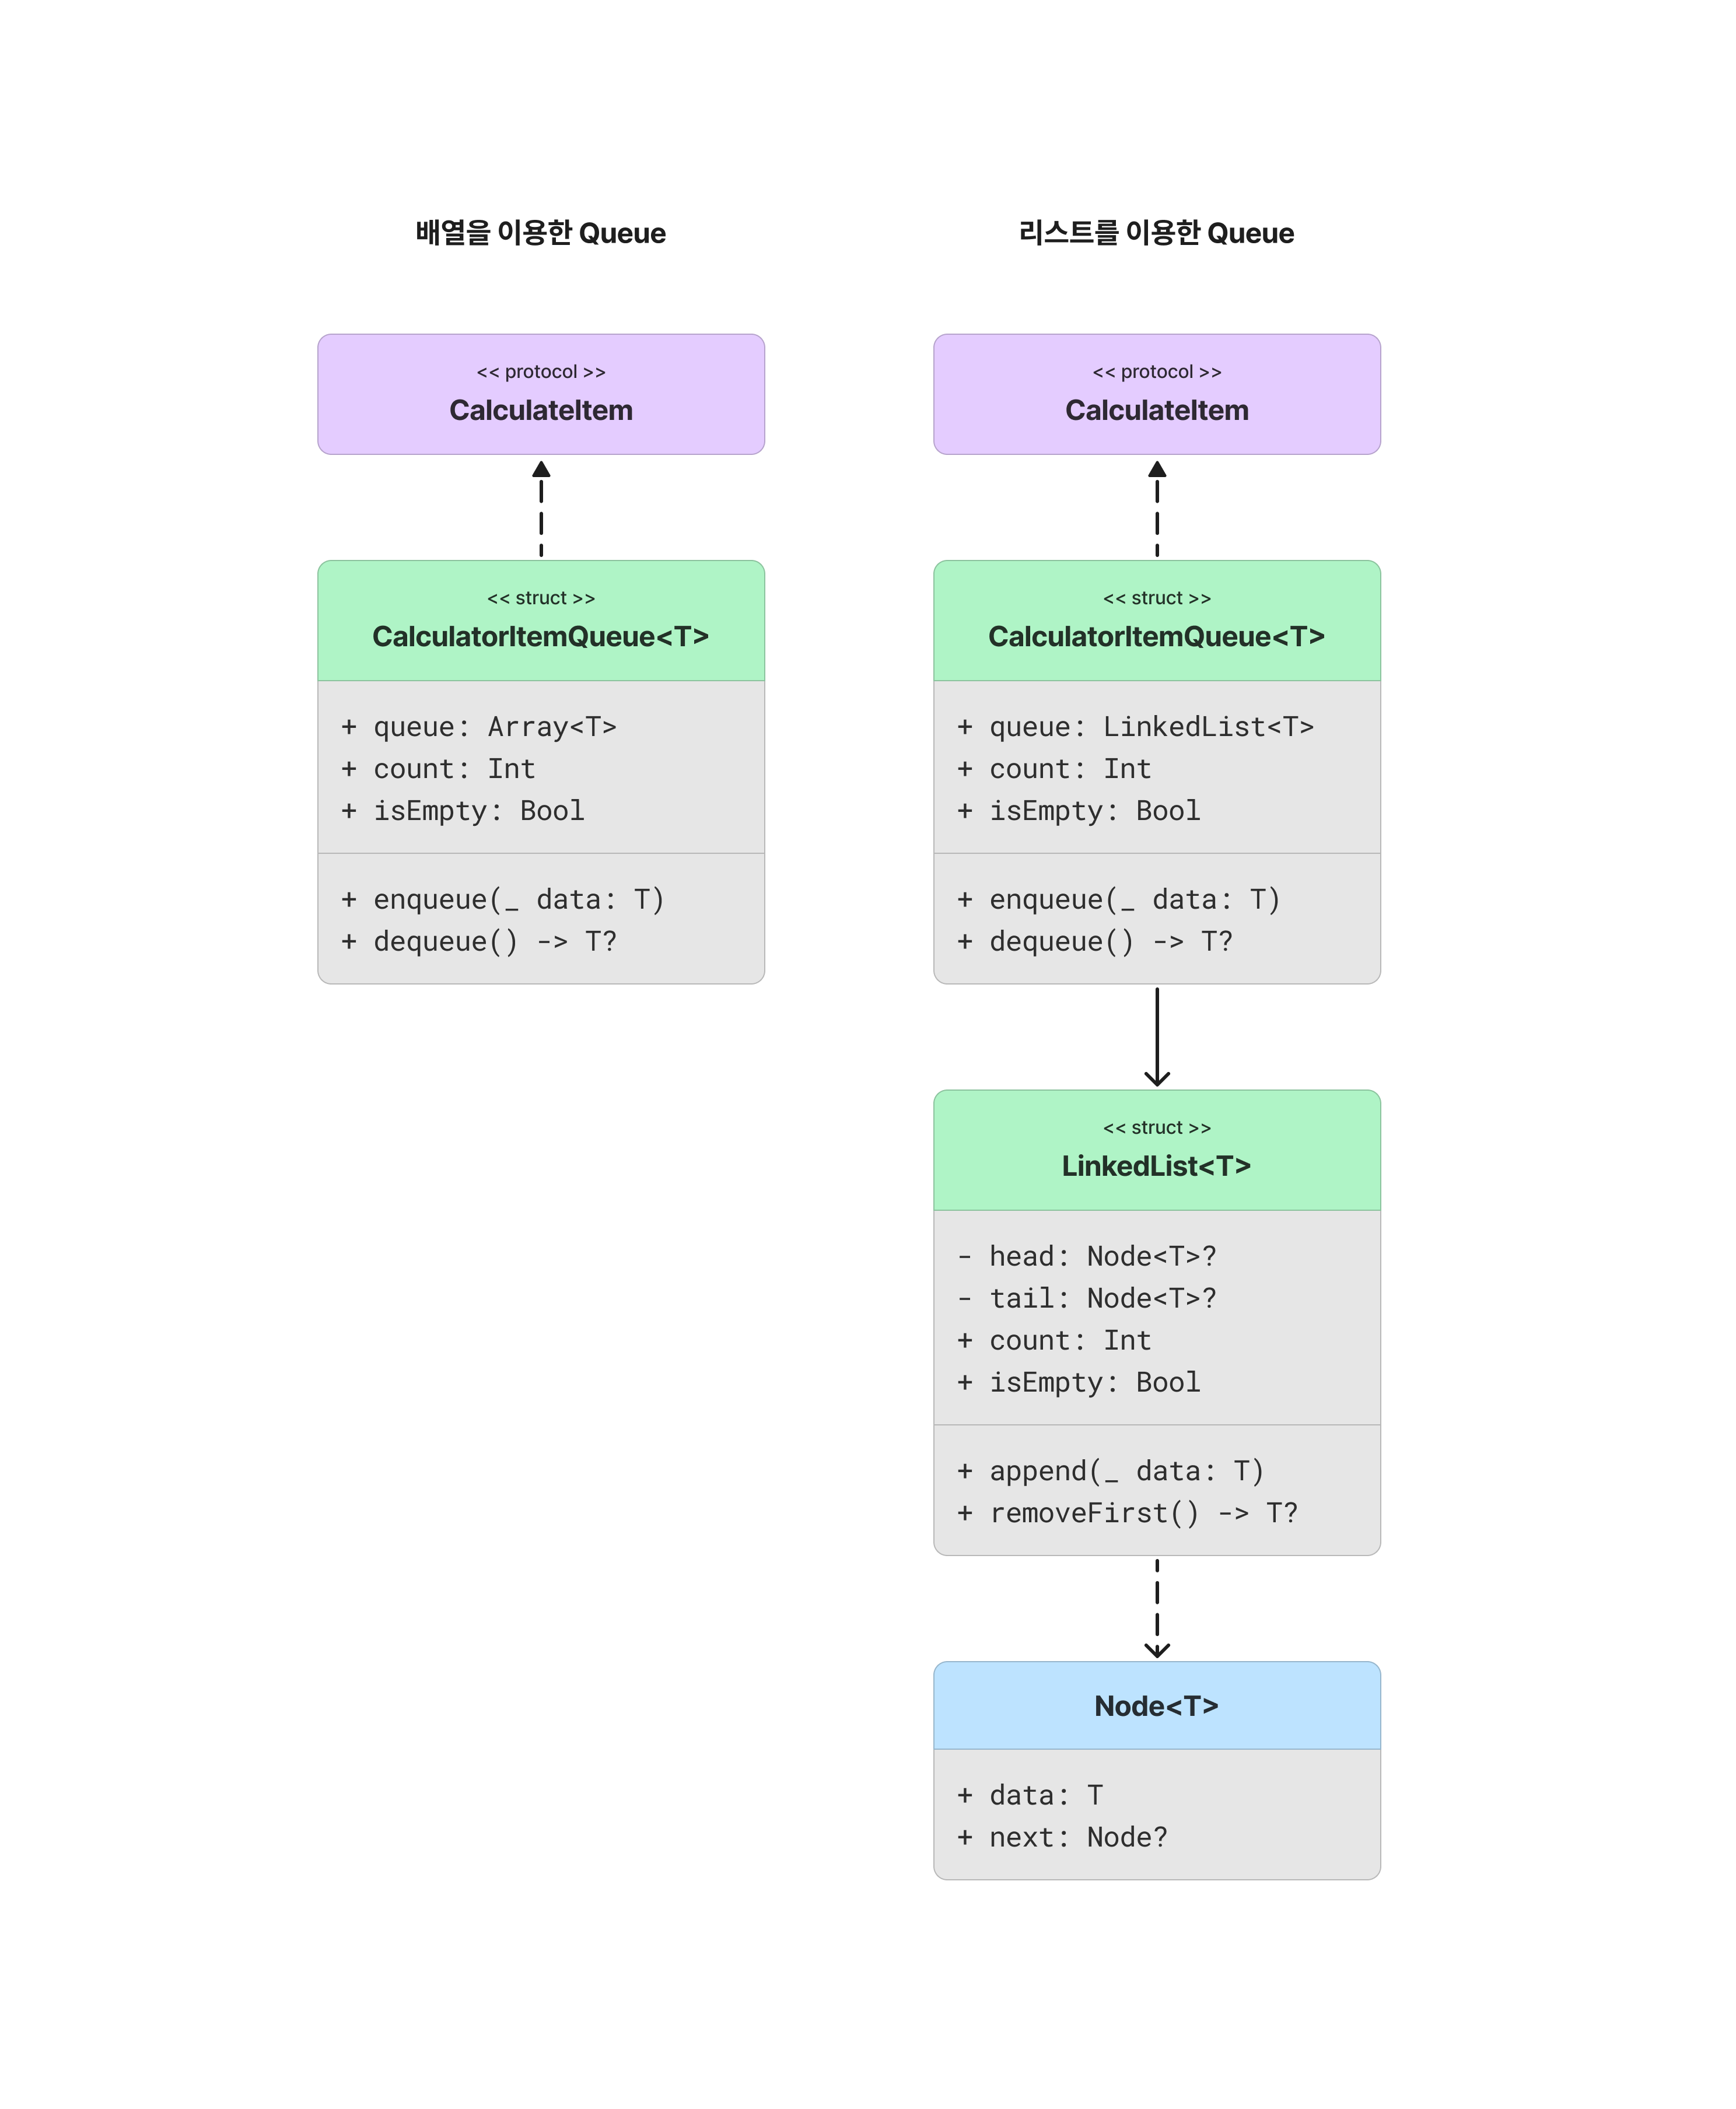 배열을 이용한 Queue
<< protocol >>
CalculateItem
<< struct >>
CalculatorItemQueue<T>
+ queue: Array<T>
+ count: Int
+ isEmpty: Bool
+ enqueue(_ data: T)
+ dequeue() -> T?
리스트를 이용한 Queue
<< protocol >>
CalculateItem
<< struct >>
CalculatorItemQueue<T>
+ queue: LinkedList<T>
+ count: Int
+ isEmpty: Bool
+ enqueue(_ data: T)
+ dequeue() -> T?
<< struct >>
LinkedList<T>
- head: Node<T>?
- tail: Node<T>?
+ count: Int
+ isEmpty: Bool
+ append(_ data: T)
+ removeFirst() -> T?
Node<T>
+ data: T
+ next: Node?